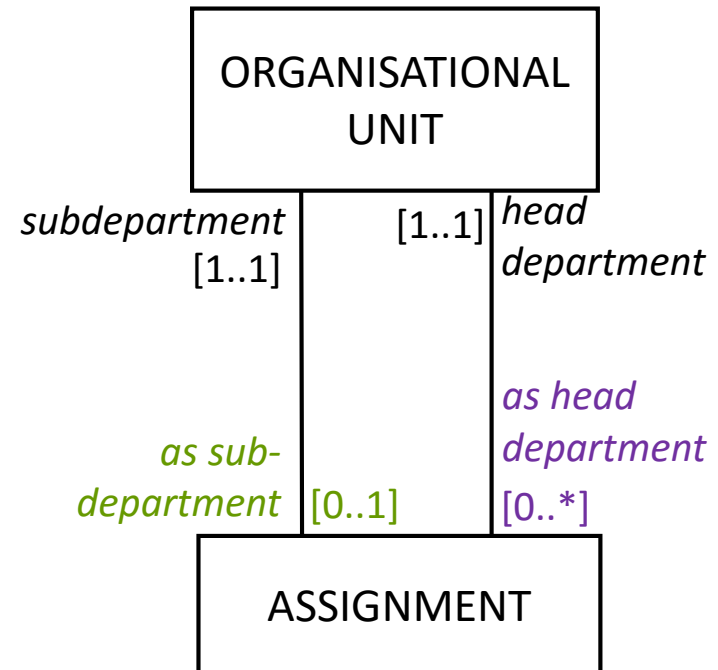 ORGANISATIONAL
UNIT
subdepartment
[1..1]
[1..1]
head
department
as sub-
department
[0..1]
as head
department
[0..*]
ASSIGNMENT